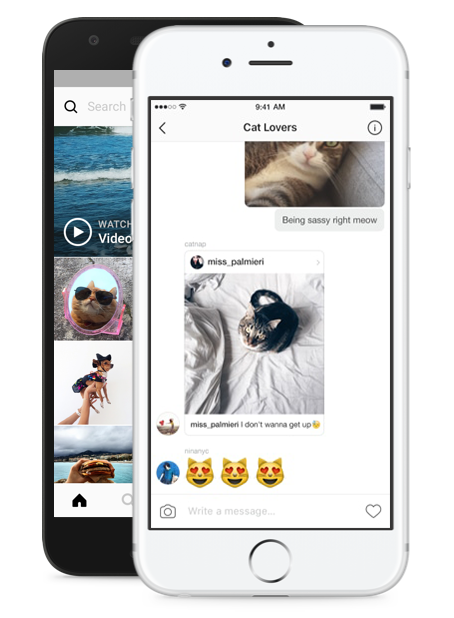 Search
WATCH
Video
9:41 AM
Cat Lovers
Being sassy right meow
catnap
miss_palmieri
miss_palmieri I don't wanna get up
ninanyc
Write a message...